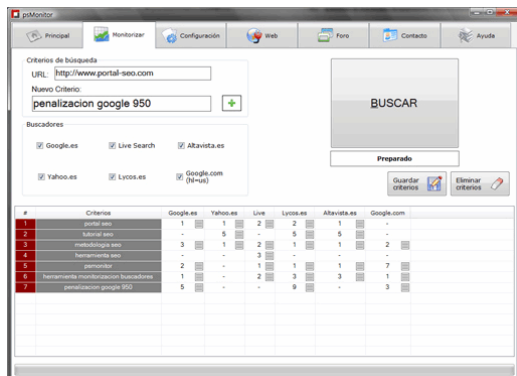 psMonitor
Principal Monitorizar Configuración Web Foro Contacto Ayuda
Criterios de búsqueda
URL: http://www.portal-seo.com
Nuevo Criterio:
penalizacion google 950
BUSCAR
Buscadores
Google.es Live Search Altavista.es
Yahoo.es Lycos.es Google.com (hl=us)
Preparado
Guardar criterios Eliminar criterios
# Criterios Google.es Yahoo.es Live Lycos.es Altavista.es Google.com
1 portal seo 1 1 2 2 1 -
2 tutorial seo - 5 - 5 5 -
3 metodologia seo 3 1 2 1 1 2
4 herramienta seo - - 3 - - -
5 psmonitor 2 - 1 1 1 7
6 herramienta monitorizacion buscadores 1 - 2 3 3 1
7 penalizacion google 950 5 - - 9 - 3